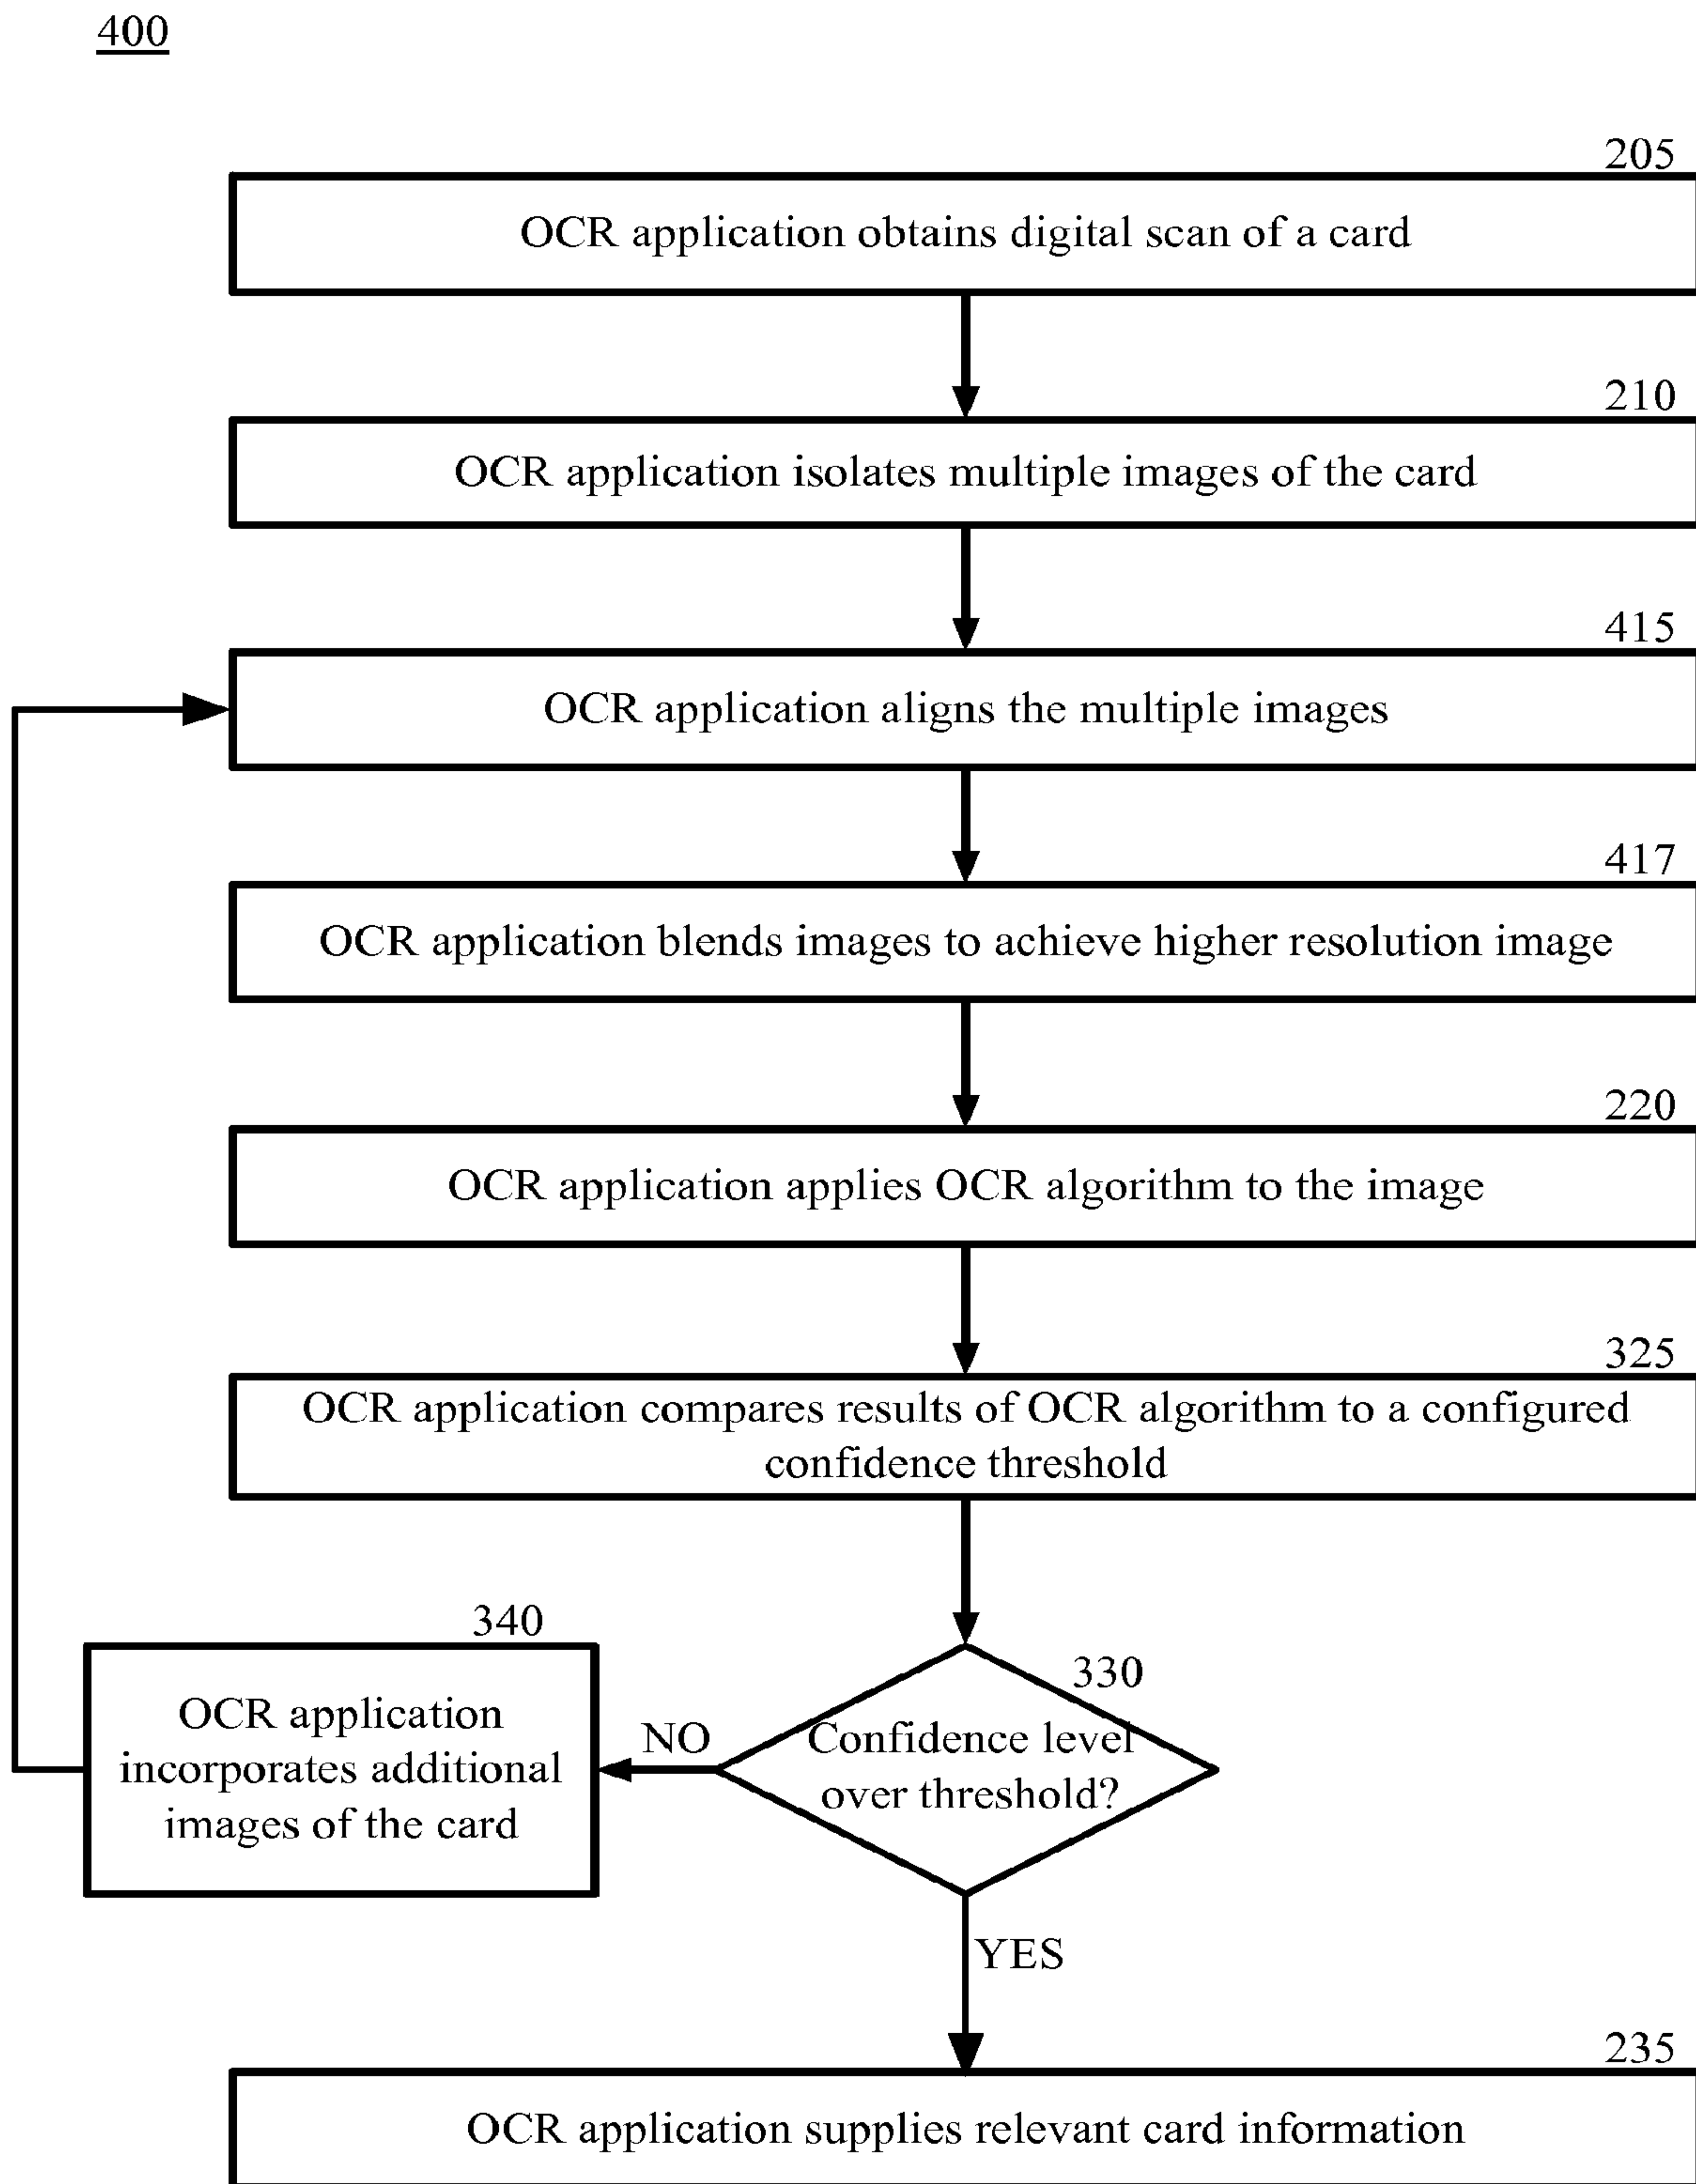 400
205
OCR application obtains digital scan of a card
210
OCR application isolates multiple images of the card
415
OCR application aligns the multiple images
417
OCR application blends images to achieve higher resolution image
220
OCR application applies OCR algorithm to the image
325
OCR application compares results of OCR algorithm to a configured
confidence threshold
340
OCR application
incorporates additional
images of the card
NO
330
Confidence level
over threshold?
YES
235
OCR application supplies relevant card information